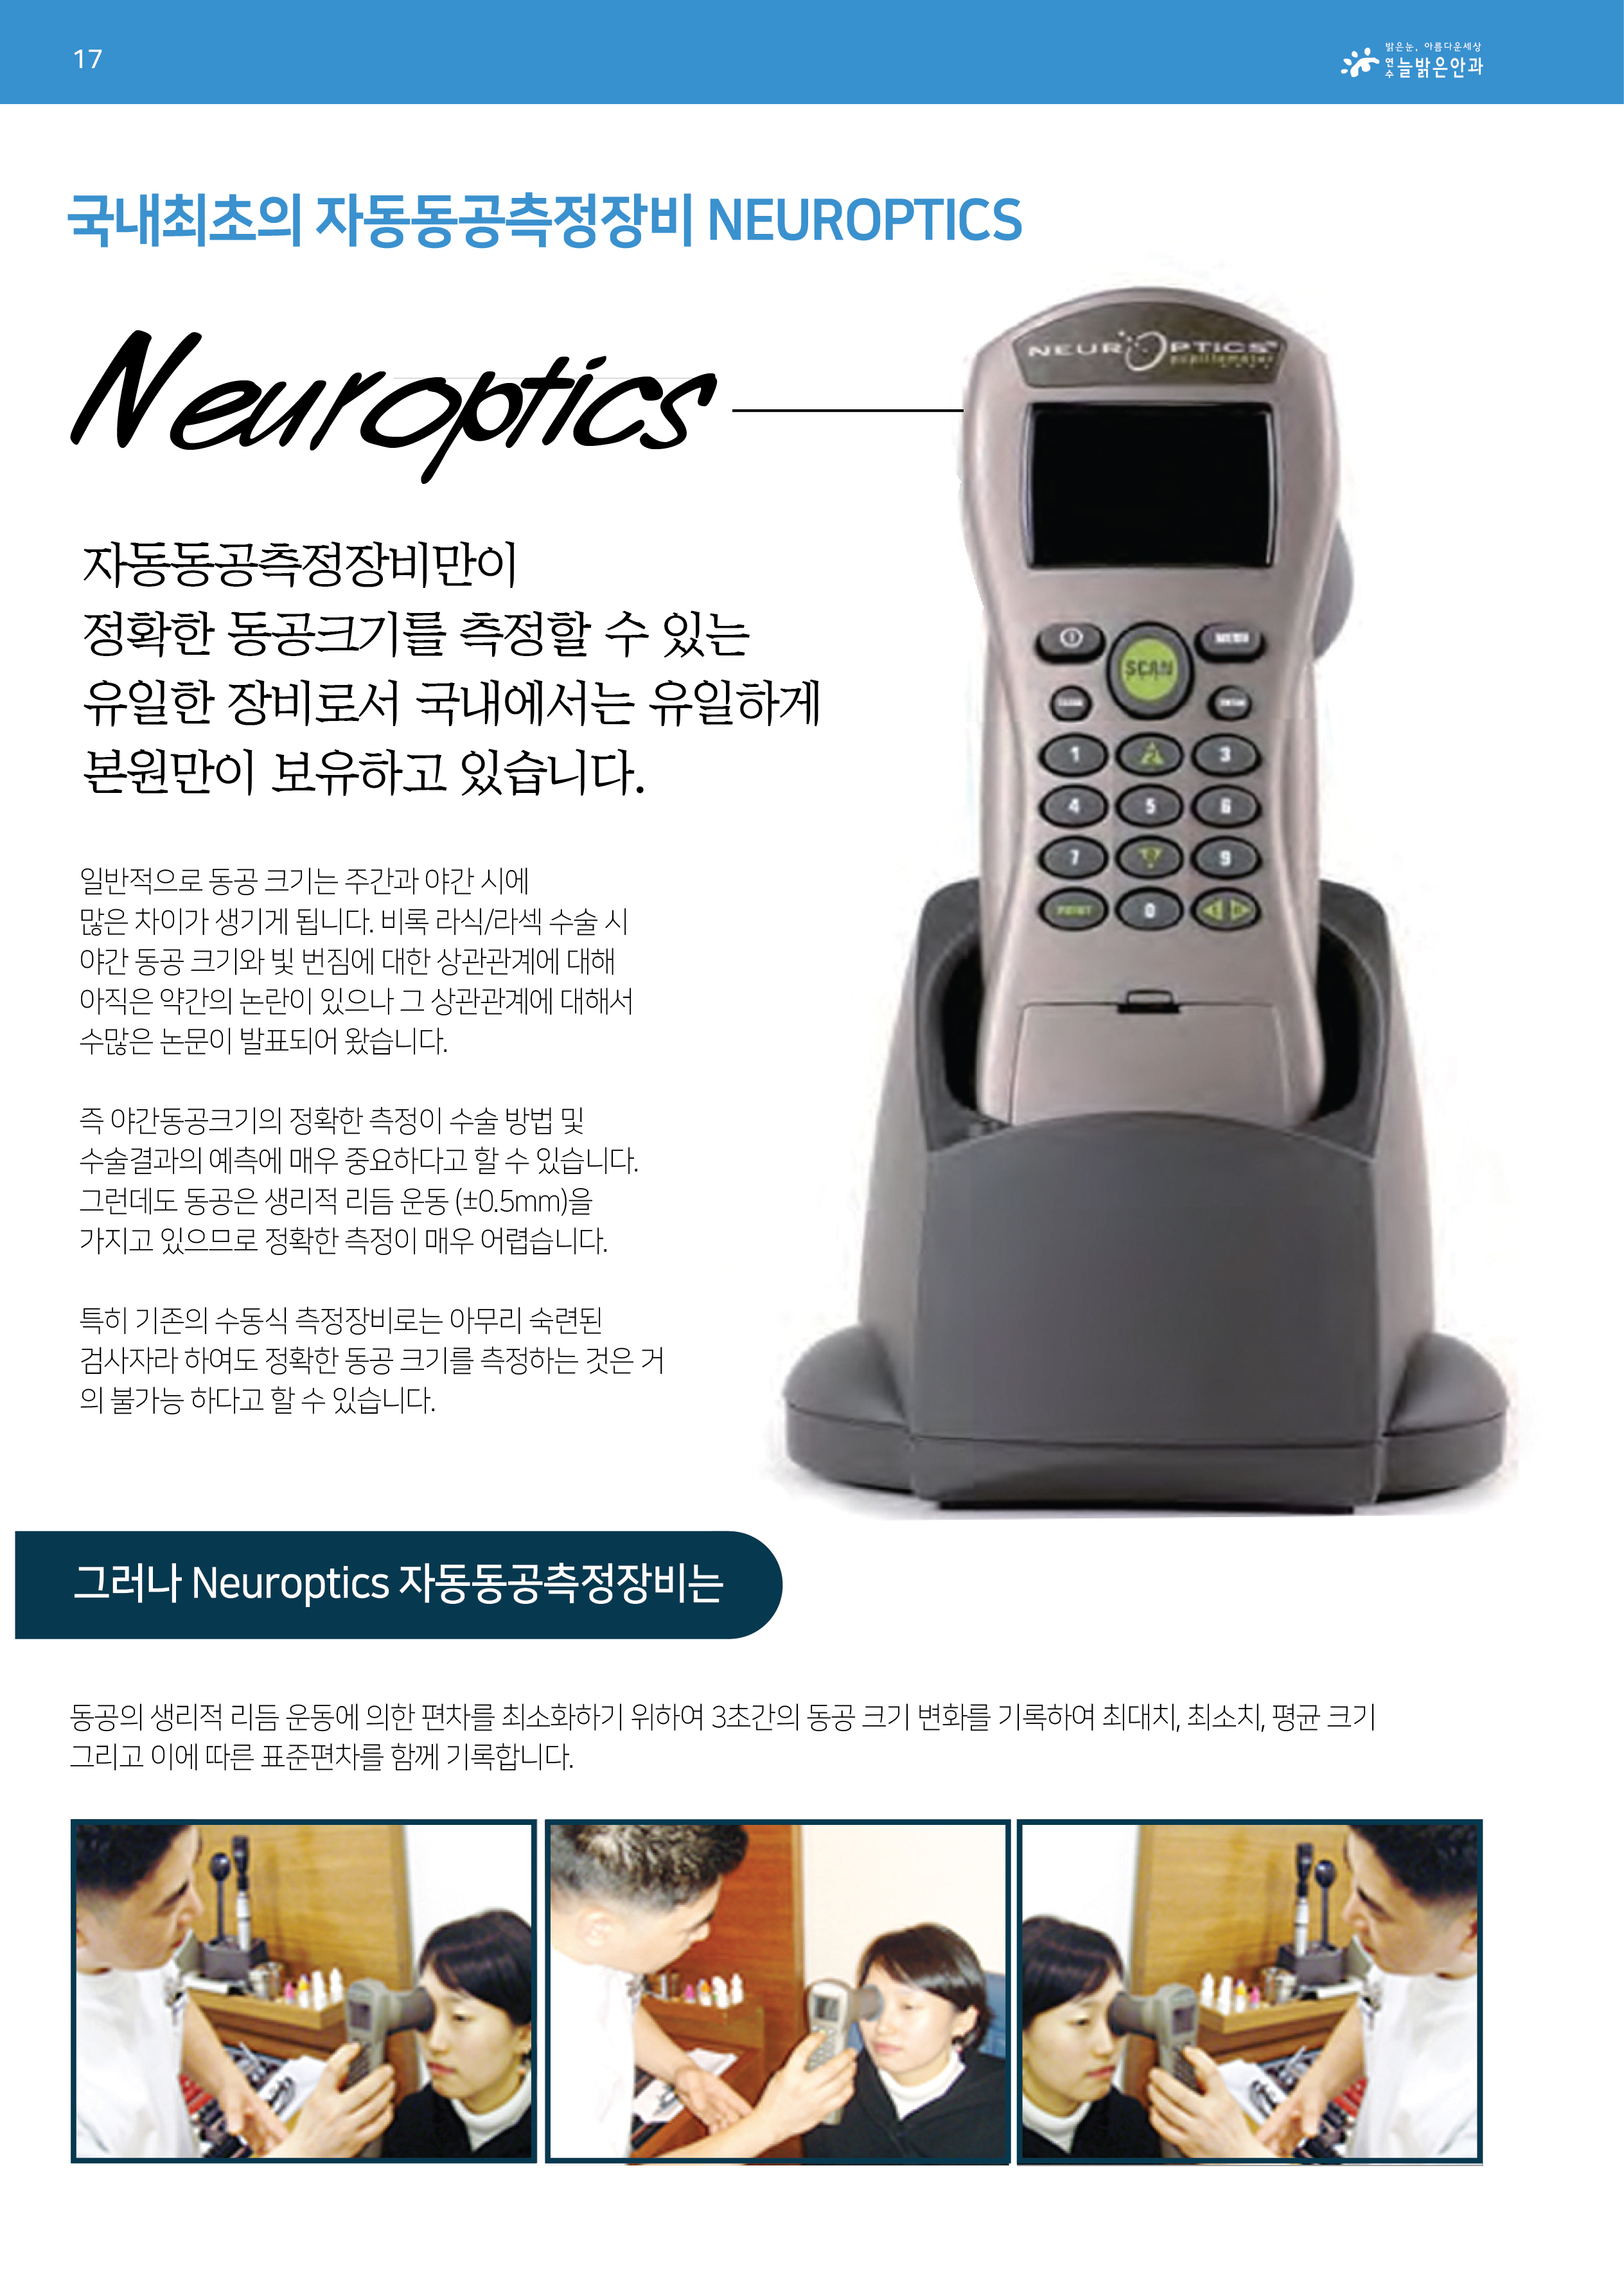 17
밝은눈, 아름다운세상
연수 늘밝은안과
국내최초의 자동동공측정장비 NEUROPTICS
Neuroptics
NEUROPTICS
pupillometer
자동동공측정장비만이
정확한 동공크기를 측정할 수 있는
유일한 장비로서 국내에서는 유일하게
본원만이 보유하고 있습니다.
SCAN
MENU
1 3
4 5 6
7 9
PRINT 0
일반적으로 동공 크기는 주간과 야간 시에
많은 차이가 생기게 됩니다. 비록 라식/라섹 수술 시
야간 동공 크기와 빛 번짐에 대한 상관관계에 대해
아직은 약간의 논란이 있으나 그 상관관계에 대해서
수많은 논문이 발표되어 왔습니다.
즉 야간동공크기의 정확한 측정이 수술 방법 및
수술결과의 예측에 매우 중요하다고 할 수 있습니다.
그런데도 동공은 생리적 리듬 운동 (±0.5mm)을
가지고 있으므로 정확한 측정이 매우 어렵습니다.
특히 기존의 수동식 측정장비로는 아무리 숙련된
검사자라 하여도 정확한 동공 크기를 측정하는 것은 거
의 불가능 하다고 할 수 있습니다.
그러나 Neuroptics 자동동공측정장비는
동공의 생리적 리듬 운동에 의한 편차를 최소화하기 위하여 3초간의 동공 크기 변화를 기록하여 최대치, 최소치, 평균 크기
그리고 이에 따른 표준편차를 함께 기록합니다.